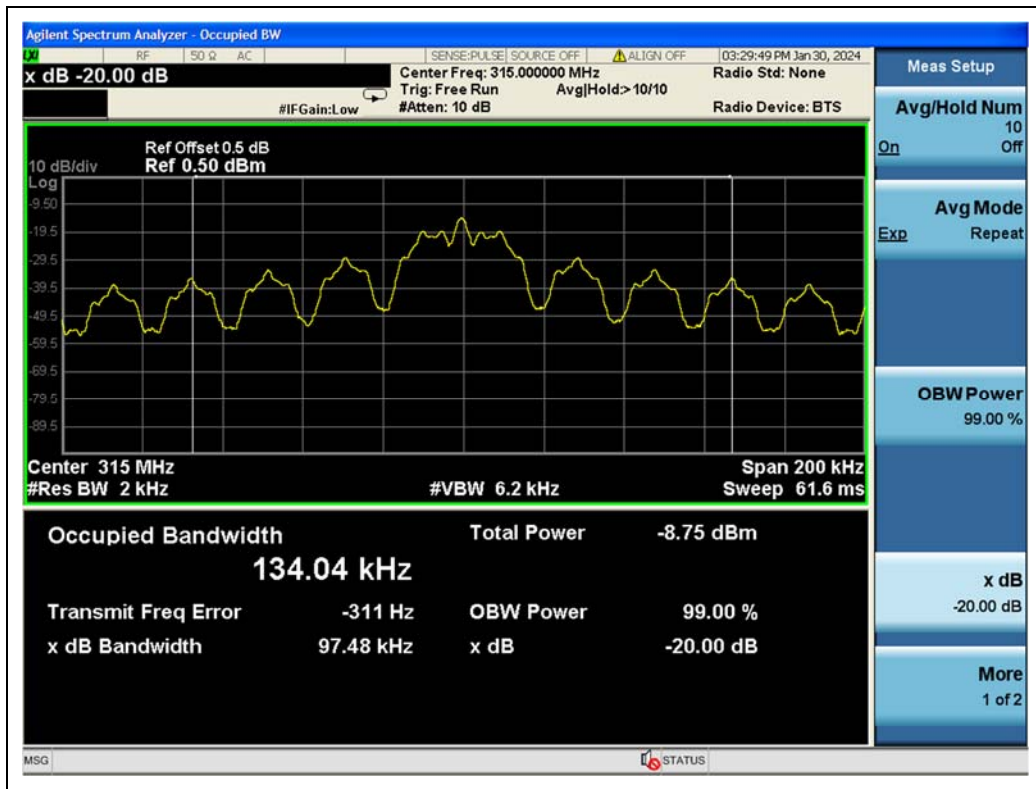 Agilent Spectrum Analyzer - Occupied BW
LXI RF 50 Ω AC SENSE:PULSE SOURCE OFF ALIGN OFF 03:29:49 PM Jan 30, 2024
x dB -20.00 dB
Center Freq: 315.000000 MHz
Radio Std: None
Trig: Free Run Avg|Hold:> 10/10
#IFGain:Low #Atten: 10 dB Radio Device: BTS
Ref Offset 0.5 dB
10 dB/div Ref 0.50 dBm
Log
-9.50
-19.5
-29.5
-39.5
-49.5
-59.5
-69.5
-79.5
-89.5
Center 315 MHz Span 200 kHz
#Res BW 2 kHz #VBW 6.2 kHz Sweep 61.6 ms
Occupied Bandwidth Total Power -8.75 dBm
134.04 kHz
Transmit Freq Error -311 Hz OBW Power 99.00 %
x dB Bandwidth 97.48 kHz x dB -20.00 dB
Meas Setup
Avg/Hold Num
10
On Off
Avg Mode
Exp Repeat
OBW Power
99.00 %
x dB
-20.00 dB
More
1 of 2
MSG STATUS